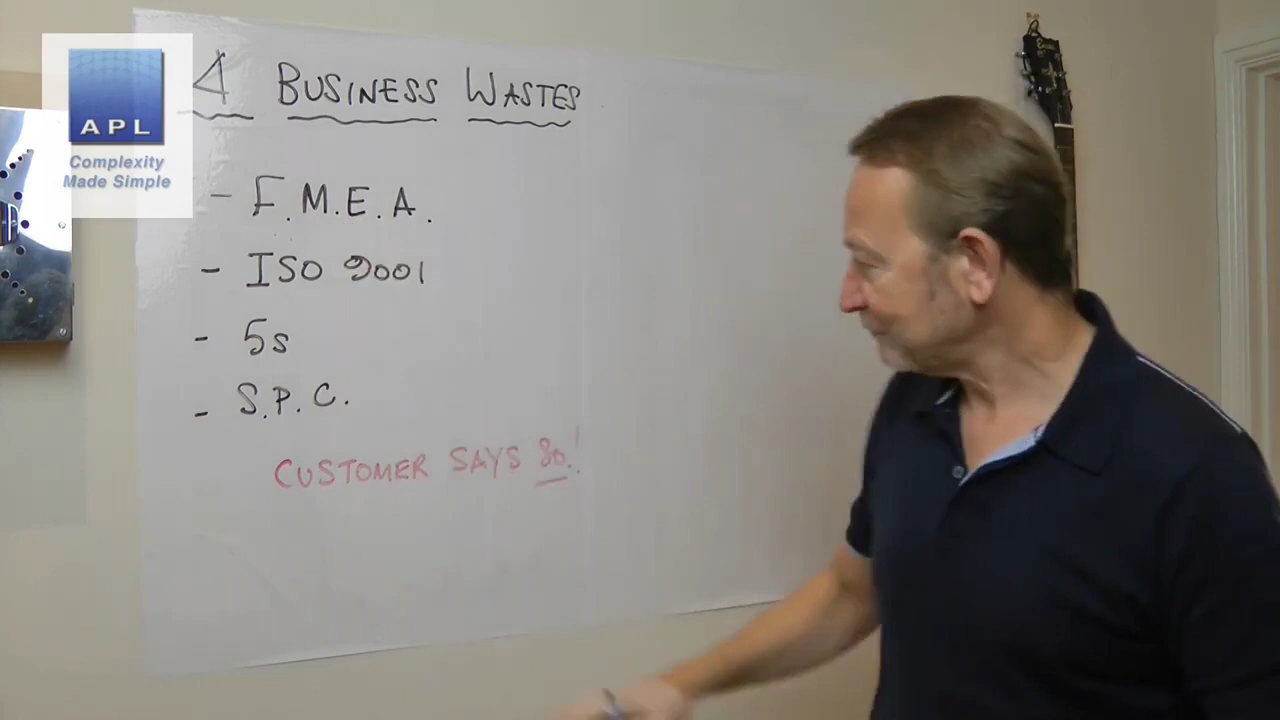 4 BUSINESS WASTES
APL
Complexity
Made Simple
- F.M.E.A.
- ISO 9001
- 5s
- S.P.C.
CUSTOMER SAYS SO.!